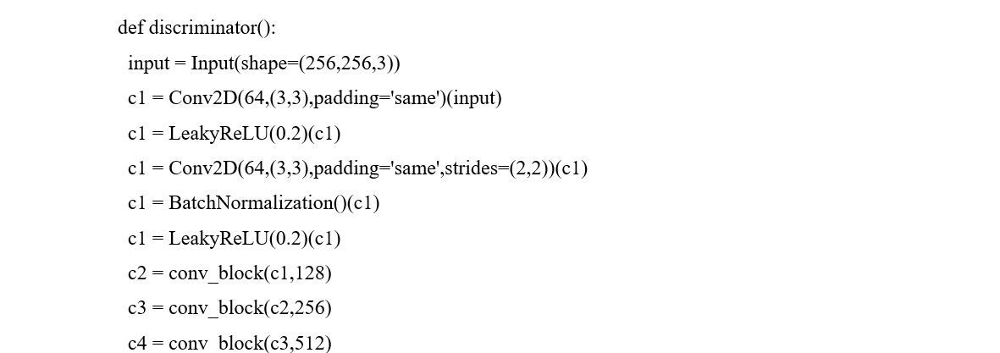 def discriminator():
input = Input(shape=(256,256,3))
c1 = Conv2D(64,(3,3),padding='same')(input)
c1 = LeakyReLU(0.2)(c1)
c1 = Conv2D(64,(3,3),padding='same',strides=(2,2))(c1)
c1 = BatchNormalization()(c1)
c1 = LeakyReLU(0.2)(c1)
c2 = conv_block(c1,128)
c3 = conv_block(c2,256)
c4 = conv_block(c3,512)